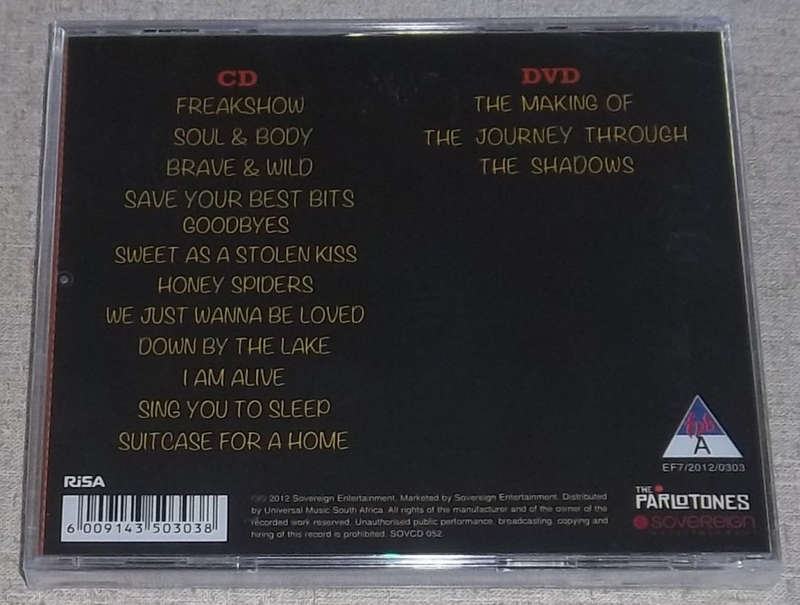 CD
FREAKSHOW
SOUL & BODY
BRAVE & WILD
SAVE YOUR BEST BITS
GOODBYES
SWEET AS A STOLEN KISS
HONEY SPIDERS
WE JUST WANNA BE LOVED
DOWN BY THE LAKE
I AM ALIVE
SING YOU TO SLEEP
SUITCASE FOR A HOME
DVD
THE MAKING OF
THE JOURNEY THROUGH
THE SHADOWS
fpb
A
EF7/2012/0303
RiSA
6 009143 503038
℗© 2012 Sovereign Entertainment. Marketed by Sovereign Entertainment. Distributed
by Universal Music South Africa. All rights of the manufacturer and of the owner of the
recorded work reserved. Unauthorised public performance, broadcasting, copying and
hiring of this record is prohibited. SOVCD 052.
THE
PARLOTONES
sovereign